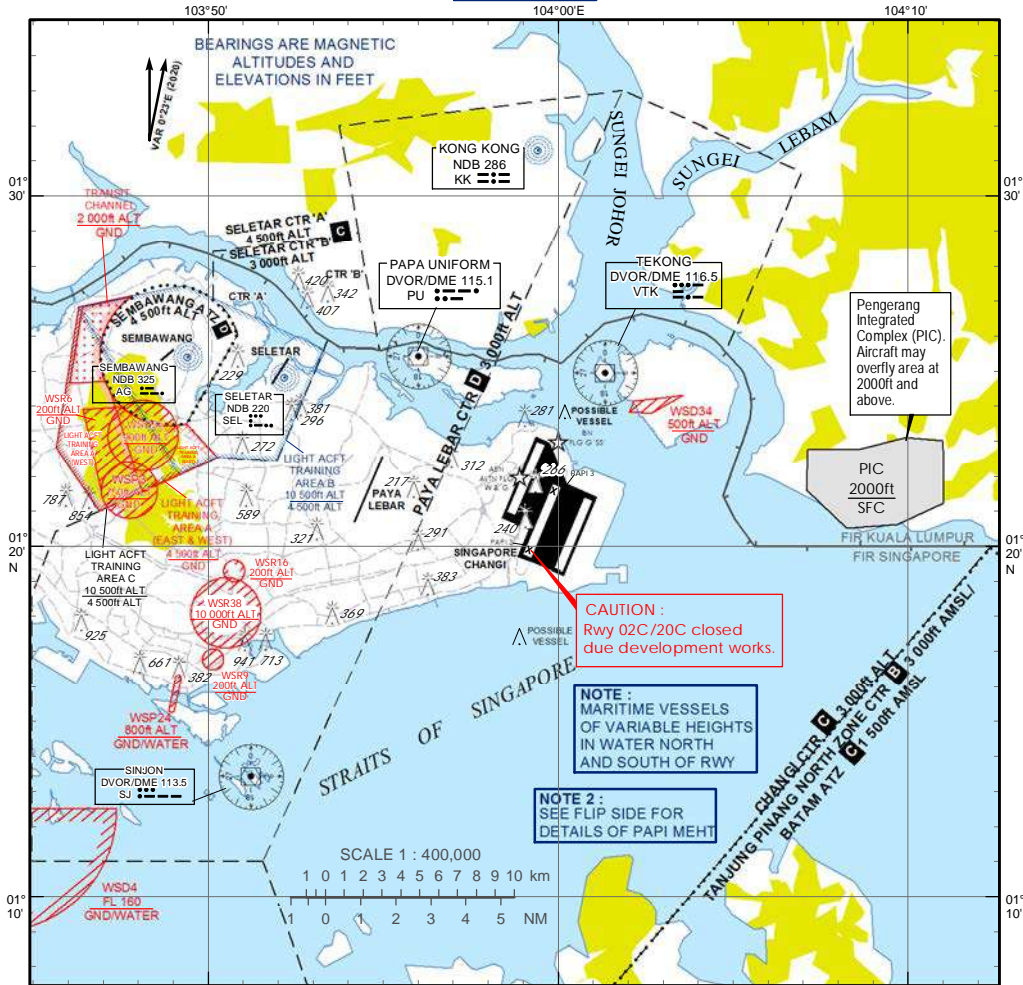 103°50'
104°00'E
104°10'
BEARINGS ARE MAGNETIC
ALTITUDES AND
ELEVATIONS IN FEET
VAR 0°23'E (2020)
KONG KONG
NDB 286
KK
SUNGEI JOHOR
SUNGEI LEBAM
01°
30'
01°
30'
TRANSIT
CHANNEL
2 000ft ALT
GND
SELETAR CTR 'A'
4 500ft ALT
SELETAR CTR 'B'
3 000ft ALT
C
CTR 'B'
CTR 'A'
420
342
407
PAPA UNIFORM
DVOR/DME 115.1
PU
TEKONG
DVOR/DME 116.5
VTK
Pengerang
Integrated
Complex (PIC).
Aircraft may
overfly area at
2000ft and
above.
SEMBAWANG ATZ D
4 500ft ALT
SEMBAWANG
SELETAR
229
SEMBAWANG
NDB 325
AG
SELETAR
NDB 220
SEL
PAYA LEBAR CTR D 3 000ft ALT
WSR6
200ft ALT
GND
LIGHT ACFT
TRAINING
AREA A
(WEST)
381
296
272
281
POSSIBLE
VESSEL
WSD34
500ft ALT
GND
LIGHT ACFT
TRAINING
AREA B
10 500ft ALT
4 500ft ALT
312
217
266
PAPI 3
PIC
2000ft
SFC
787
854
589
321
PAYA
LEBAR
291
240
LIGHT ACFT
TRAINING
AREA A
(EAST & WEST)
4 500ft ALT
GND
SINGAPORE
CHANGI
FIR KUALA LUMPUR
FIR SINGAPORE
01°
20'
N
01°
20'
N
LIGHT ACFT
TRAINING
AREA C
10 500ft ALT
4 500ft ALT
WSR16
200ft ALT
GND
383
WSR38
10 000ft ALT
GND
369
925
CAUTION :
Rwy 02C/20C closed
due development works.
POSSIBLE
VESSEL
661
382
941
713
WSR9
200ft ALT
GND
WSP24
800ft ALT
GND/WATER
STRAITS OF SINGAPORE
NOTE :
MARITIME VESSELS
OF VARIABLE HEIGHTS
IN WATER NORTH
AND SOUTH OF RWY
CHANGI CTR C 3 000ft ALT
TANJUNG PINANG NORTH ZONE CTR B 3 000ft AMSL/
BATAM ATZ C 1 500ft AMSL
SINJON
DVOR/DME 113.5
SJ
NOTE 2 :
SEE FLIP SIDE FOR
DETAILS OF PAPI MEHT
SCALE 1 : 400,000
1 0 1 2 3 4 5 6 7 8 9 10 km
1 0 1 2 3 4 5 NM
WSD4
FL 160
GND/WATER
01°
10'
01°
10'